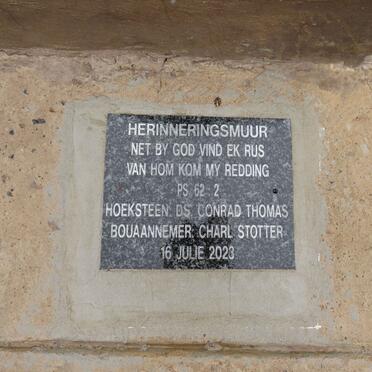 HERINNERINGSMUUR
NET BY GOD VIND EK RUS
VAN HOM KOM MY REDDING
PS 62 - 2
HOEKSTEEN: DS. CONRAD THOMAS
BOUAANNEMER: CHARL STOTTER
16 JULIE 2023